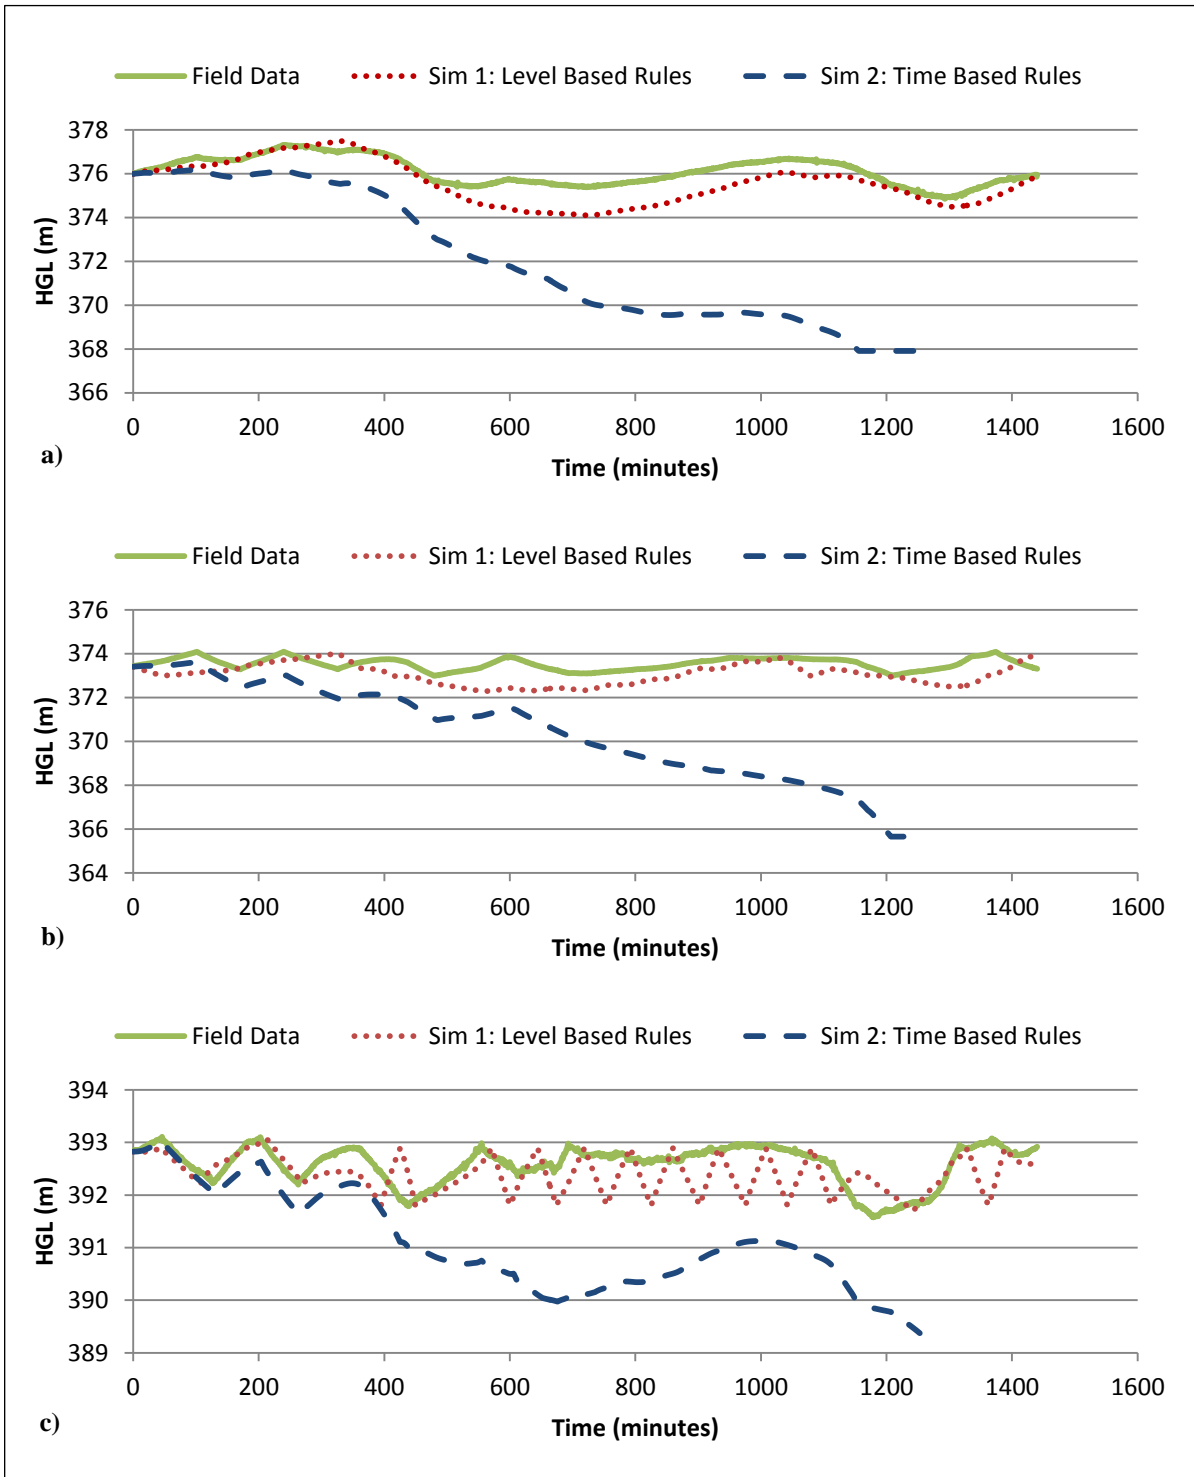 Field Data Sim 1: Level Based Rules Sim 2: Time Based Rules
378
376
374
372
370
368
366
HGL (m)
0 200 400 600 800 1000 1200 1400 1600
Time (minutes)
a)
Field Data Sim 1: Level Based Rules Sim 2: Time Based Rules
376
374
372
370
368
366
364
HGL (m)
0 200 400 600 800 1000 1200 1400 1600
Time (minutes)
b)
Field Data Sim 1: Level Based Rules Sim 2: Time Based Rules
394
393
392
391
390
389
HGL (m)
0 200 400 600 800 1000 1200 1400 1600
Time (minutes)
c)